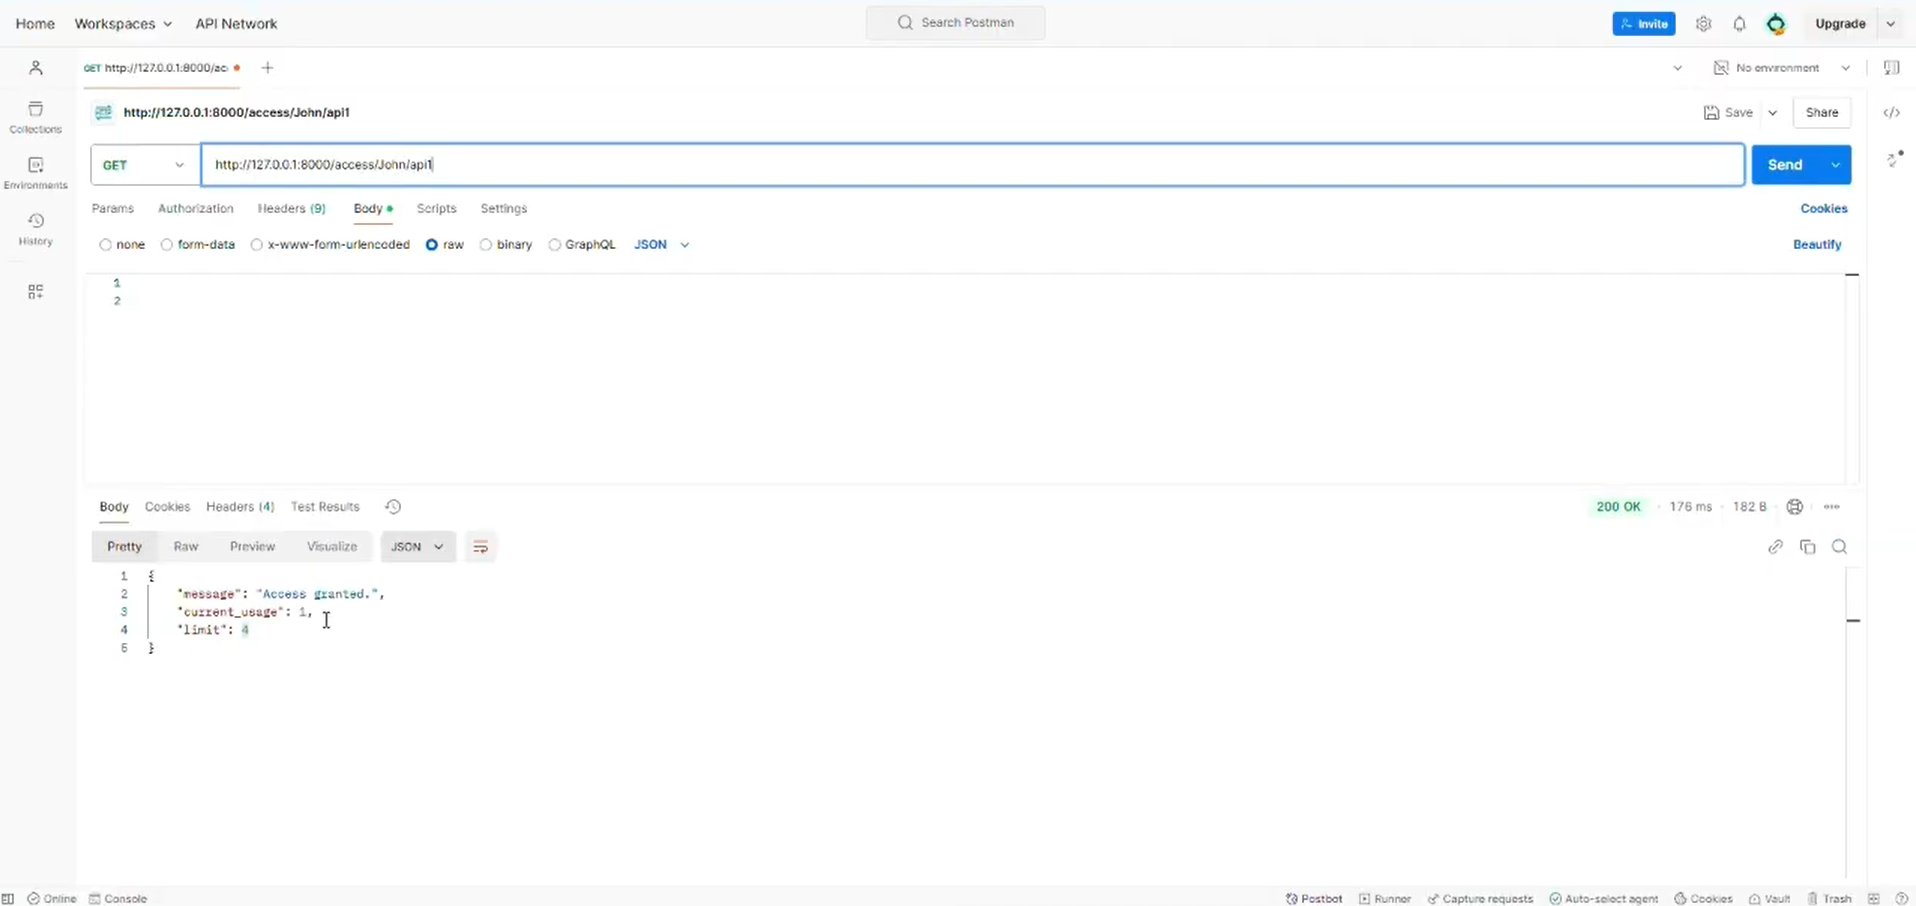 Home Workspaces API Network Search Postman Invite Upgrade
GET http://127.0.0.1:8000/ac No environment
http://127.0.0.1:8000/access/John/api1 Save Share
Collections
GET http://127.0.0.1:8000/access/John/api1 Send
Environments
Params Authorization Headers (9) Body Scripts Settings Cookies
History
none form-data x-www-form-urlencoded raw binary GraphQL JSON Beautify
1
2
Body Cookies Headers (4) Test Results 200 OK 176 ms 182 B
Pretty Raw Preview Visualize JSON
1 {
2 "message": "Access granted.",
3 "current_usage": 1,
4 "limit": 4
5 }
Online Console Postbot Runner Capture requests Auto-select agent Cookies Vault Trash